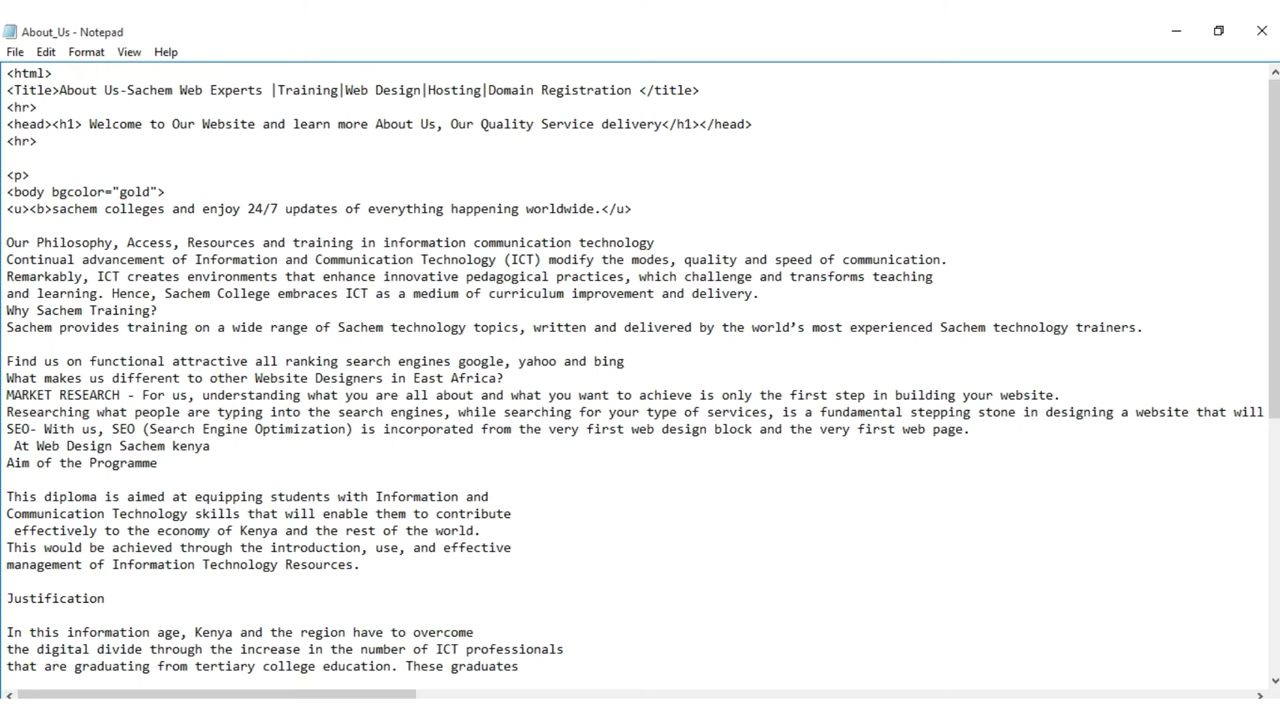 About_Us - Notepad
File Edit Format View Help
<html>
<Title>About Us-Sachem Web Experts |Training|Web Design|Hosting|Domain Registration </title>
<hr>
<head><h1> Welcome to Our Website and learn more About Us, Our Quality Service delivery</h1></head>
<hr>
<p>
<body bgcolor="gold">
<u><b>sachem colleges and enjoy 24/7 updates of everything happening worldwide.</u>
Our Philosophy, Access, Resources and training in information communication technology
Continual advancement of Information and Communication Technology (ICT) modify the modes, quality and speed of communication.
Remarkably, ICT creates environments that enhance innovative pedagogical practices, which challenge and transforms teaching
and learning. Hence, Sachem College embraces ICT as a medium of curriculum improvement and delivery.
Why Sachem Training?
Sachem provides training on a wide range of Sachem technology topics, written and delivered by the world’s most experienced Sachem technology trainers.
Find us on functional attractive all ranking search engines google, yahoo and bing
What makes us different to other Website Designers in East Africa?
MARKET RESEARCH - For us, understanding what you are all about and what you want to achieve is only the first step in building your website.
Researching what people are typing into the search engines, while searching for your type of services, is a fundamental stepping stone in designing a website that will
SEO- With us, SEO (Search Engine Optimization) is incorporated from the very first web design block and the very first web page.
At Web Design Sachem kenya
Aim of the Programme
This diploma is aimed at equipping students with Information and
Communication Technology skills that will enable them to contribute
effectively to the economy of Kenya and the rest of the world.
This would be achieved through the introduction, use, and effective
management of Information Technology Resources.
Justification
In this information age, Kenya and the region have to overcome
the digital divide through the increase in the number of ICT professionals
that are graduating from tertiary college education. These graduates